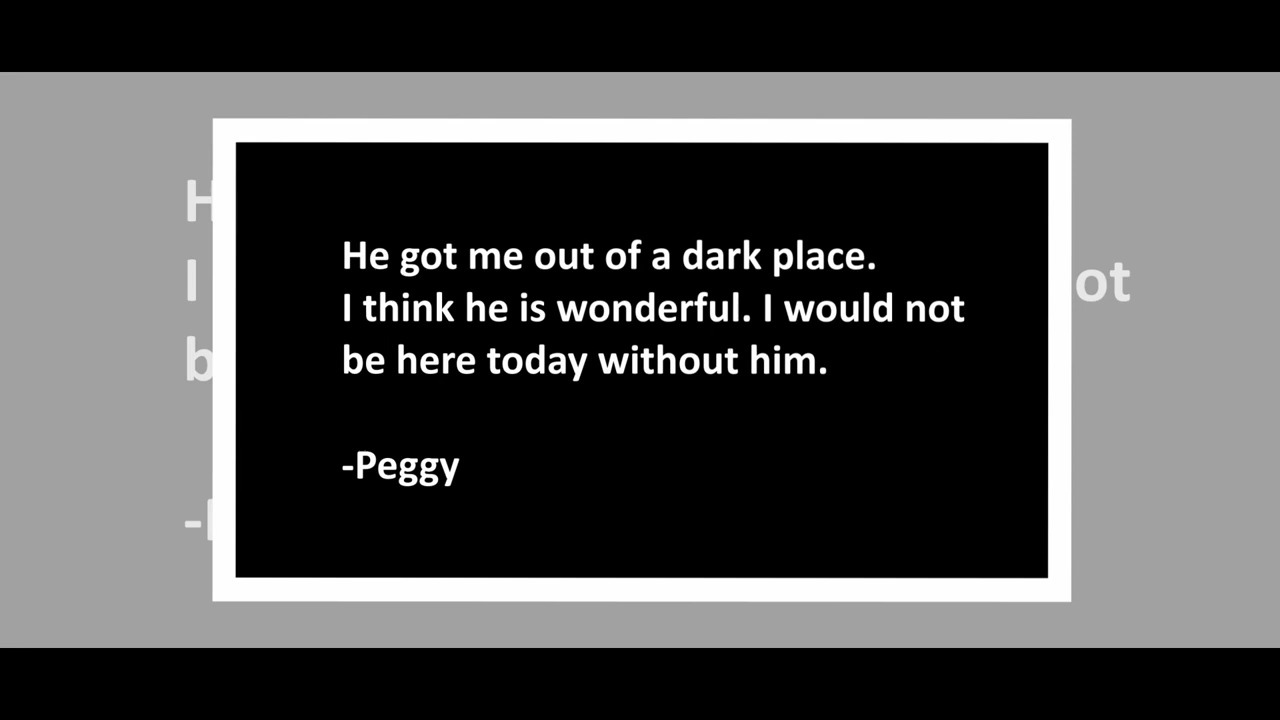 He got me out of a dark place.
I think he is wonderful. I would not
be here today without him.
-Peggy